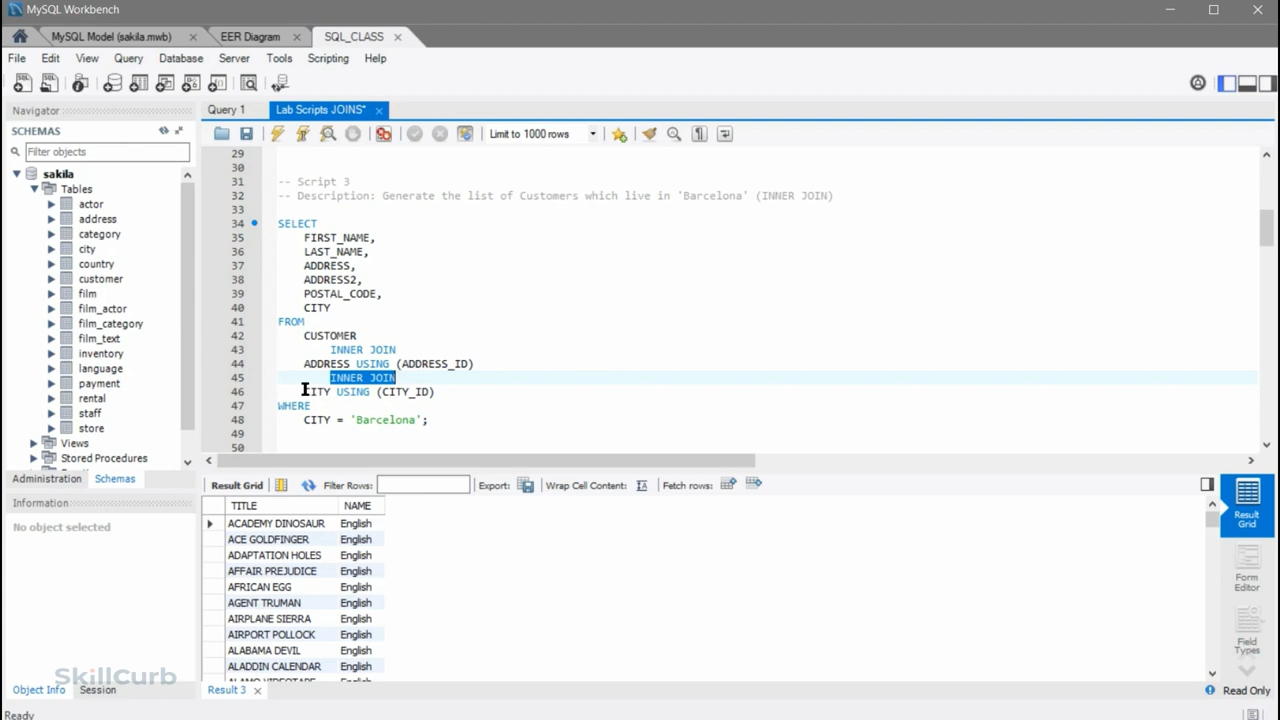 MySQL Workbench
MySQL Model (sakila.mwb) × EER Diagram × SQL_CLASS ×
File Edit View Query Database Server Tools Scripting Help
Navigator
SCHEMAS
Filter objects
sakila
Tables
actor
address
category
city
country
customer
film
film_actor
film_category
film_text
inventory
language
payment
rental
staff
store
Views
Stored Procedures
Administration Schemas
Information
No object selected
Object Info Session
Query 1 Lab Scripts JOINS* ×
Limit to 1000 rows
29
30
31 -- Script 3
32 -- Description: Generate the list of Customers which live in 'Barcelona' (INNER JOIN)
33
34 SELECT
35 FIRST_NAME,
36 LAST_NAME,
37 ADDRESS,
38 ADDRESS2,
39 POSTAL_CODE,
40 CITY
41 FROM
42 CUSTOMER
43 INNER JOIN
44 ADDRESS USING (ADDRESS_ID)
45 INNER JOIN
46 CITY USING (CITY_ID)
47 WHERE
48 CITY = 'Barcelona';
49
50
Result Grid Filter Rows: Export: Wrap Cell Content: Fetch rows:
TITLE NAME
ACADEMY DINOSAUR English
ACE GOLDFINGER English
ADAPTATION HOLES English
AFFAIR PREJUDICE English
AFRICAN EGG English
AGENT TRUMAN English
AIRPLANE SIERRA English
AIRPORT POLLOCK English
ALABAMA DEVIL English
ALADDIN CALENDAR English
Result Grid
Form Editor
Field Types
Result 3 ×
Read Only
SkillCurb
Ready